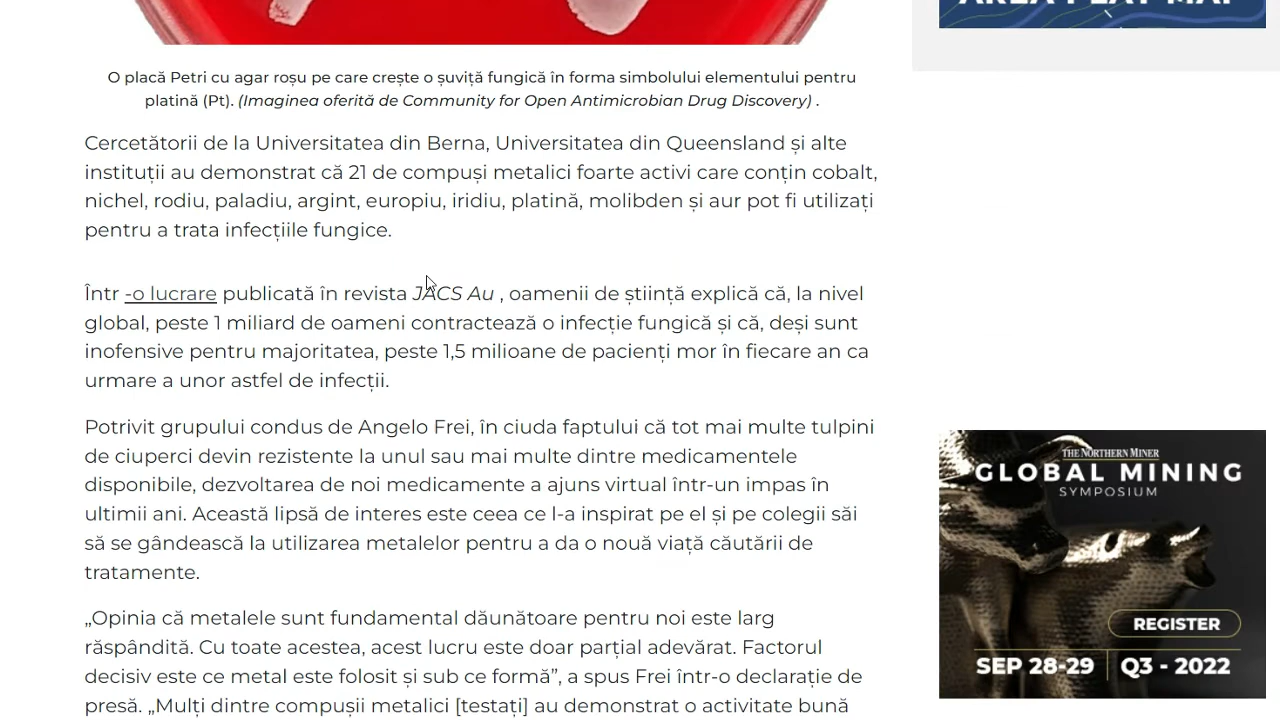 O placă Petri cu agar roșu pe care crește o șuviță fungică în forma simbolului elementului pentru
platină (Pt). (Imaginea oferită de Community for Open Antimicrobian Drug Discovery) .
Cercetătorii de la Universitatea din Berna, Universitatea din Queensland și alte
instituții au demonstrat că 21 de compuși metalici foarte activi care conțin cobalt,
nichel, rodiu, paladiu, argint, europiu, iridiu, platină, molibden și aur pot fi utilizați
pentru a trata infecțiile fungice.
Într -o lucrare publicată în revista JACS Au , oamenii de știință explică că, la nivel
global, peste 1 miliard de oameni contractează o infecție fungică și că, deși sunt
inofensive pentru majoritatea, peste 1,5 milioane de pacienți mor în fiecare an ca
urmare a unor astfel de infecții.
Potrivit grupului condus de Angelo Frei, în ciuda faptului că tot mai multe tulpini
de ciuperci devin rezistente la unul sau mai multe dintre medicamentele
disponibile, dezvoltarea de noi medicamente a ajuns virtual într-un impas în
ultimii ani. Această lipsă de interes este ceea ce l-a inspirat pe el și pe colegii săi
să se gândească la utilizarea metalelor pentru a da o nouă viață căutării de
tratamente.
„Opinia că metalele sunt fundamental dăunătoare pentru noi este larg
răspândită. Cu toate acestea, acest lucru este doar parțial adevărat. Factorul
decisiv este ce metal este folosit și sub ce formă”, a spus Frei într-o declarație de
presă. „Mulți dintre compușii metalici [testați] au demonstrat o activitate bună
THE NORTHERN MINER
GLOBAL MINING
SYMPOSIUM
REGISTER
SEP 28-29 Q3 - 2022